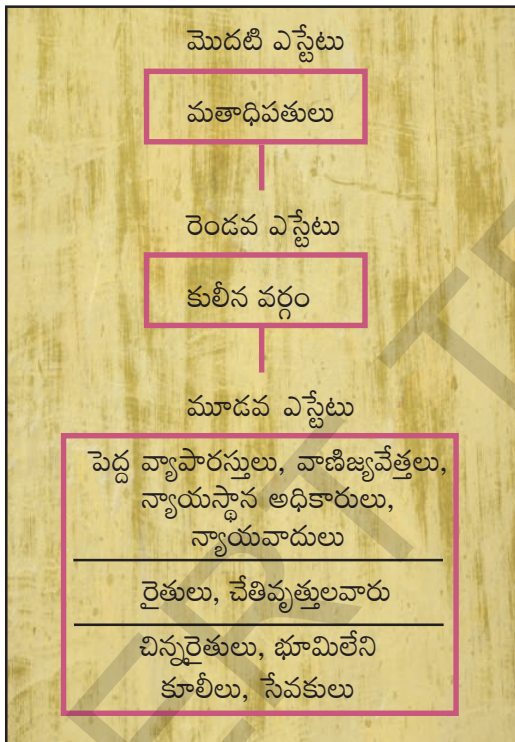 మొదటి ఎస్టేటు
మతాధిపతులు
రెండవ ఎస్టేటు
కులీన వర్గం
మూడవ ఎస్టేటు
పెద్ద వ్యాపారస్తులు, వాణిజ్యవేత్తలు,
న్యాయస్థాన అధికారులు,
న్యాయవాదులు
రైతులు, చేతివృత్తులవారు
చిన్నరైతులు, భూమిలేని
కూలీలు, సేవకులు